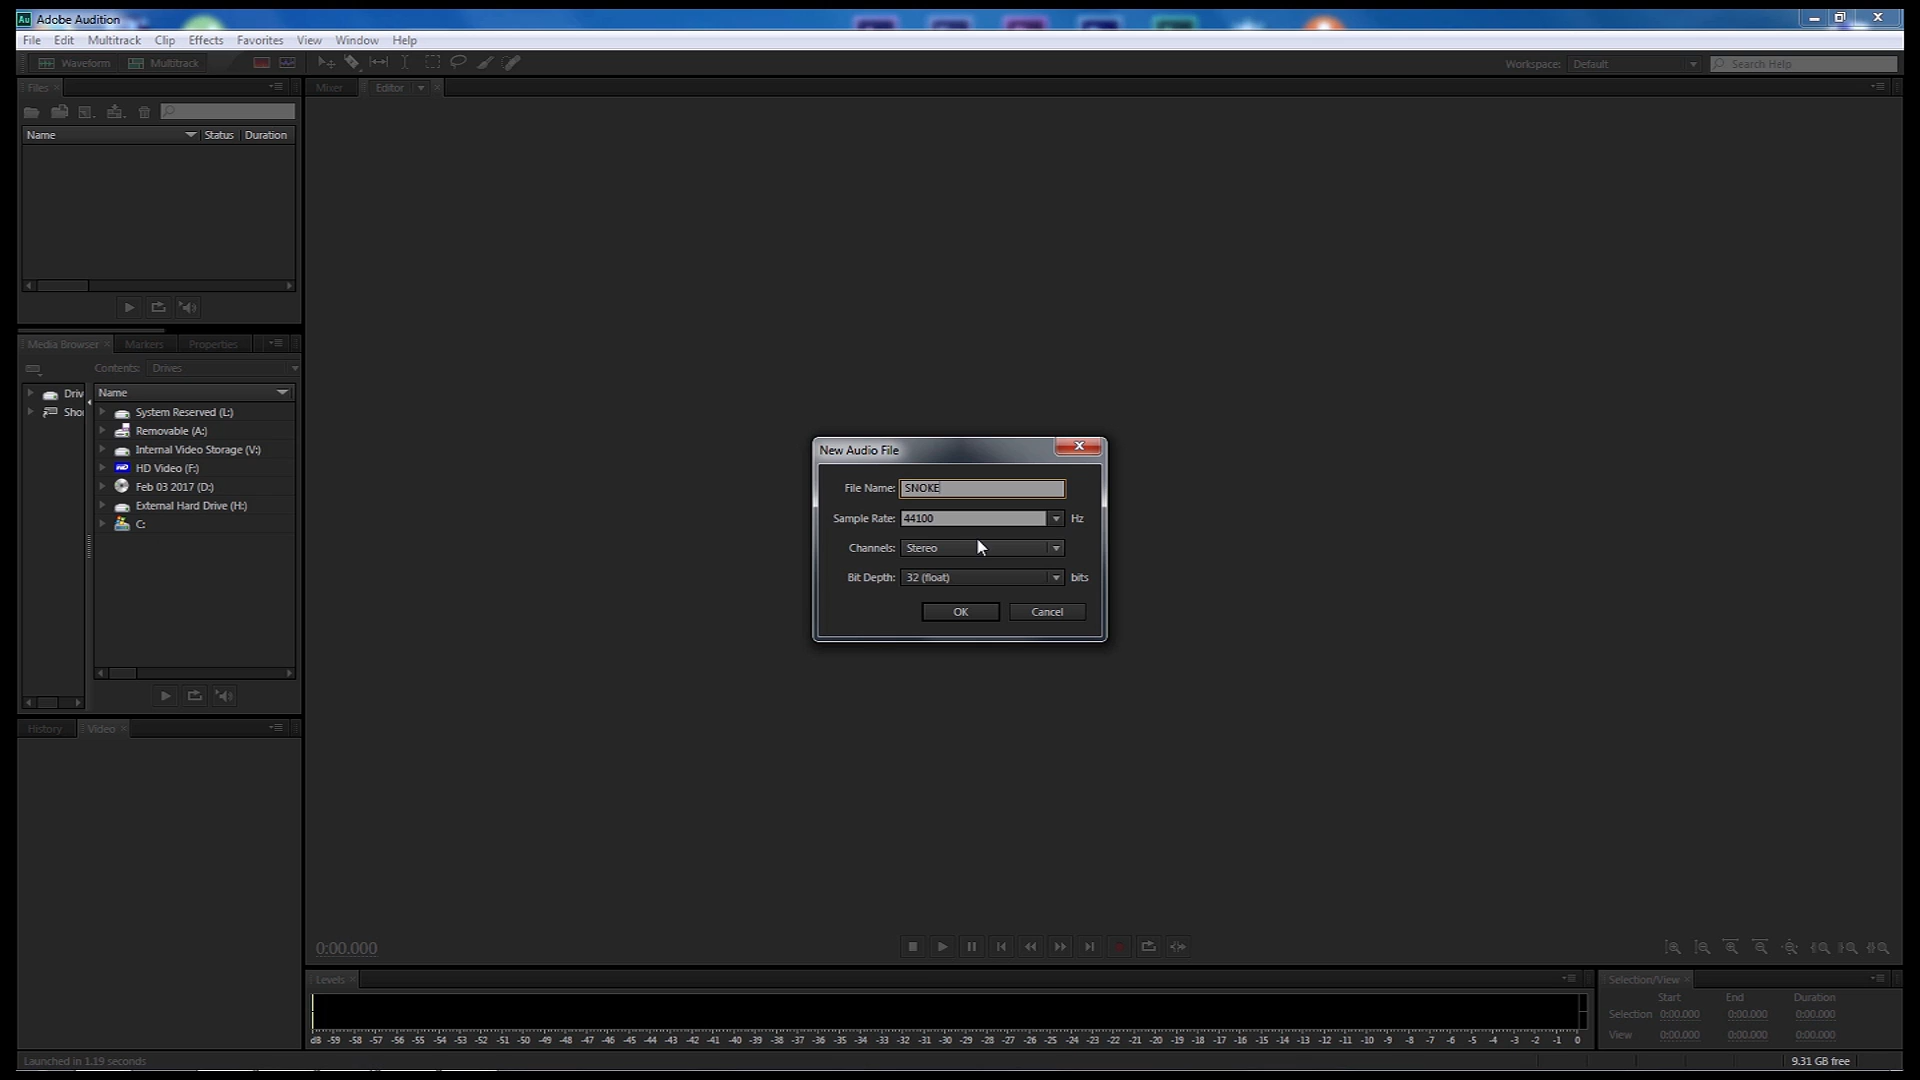 Au Adobe Audition
File Edit Multitrack Clip Effects Favorites View Window Help
Waveform Multitrack Workspace: Default Search Help
Files Mixer Editor
Name Status Duration
Media Browser Markers Properties
Contents: Drives
Name
Driv
Sho
System Reserved (L:)
Removable (A:)
Internal Video Storage (V:)
HD Video (F:)
Feb 03 2017 (D:)
External Hard Drive (H:)
C:
New Audio File
File Name: SNOKE
Sample Rate: 44100 Hz
Channels: Stereo
Bit Depth: 32 (float) bits
OK Cancel
History Video
0:00.000
Levels
dB -59 -58 -57 -56 -55 -54 -53 -52 -51 -50 -49 -48 -47 -46 -45 -44 -43 -42 -41 -40 -39 -38 -37 -36 -35 -34 -33 -32 -31 -30 -29 -28 -27 -26 -25 -24 -23 -22 -21 -20 -19 -18 -17 -16 -15 -14 -13 -12 -11 -10 -9 -8 -7 -6 -5 -4 -3 -2 -1 0
Selection/View
Start End Duration
Selection 0:00.000 0:00.000 0:00.000
View 0:00.000 0:00.000 0:00.000
Launched in 1.19 seconds
9.31 GB free